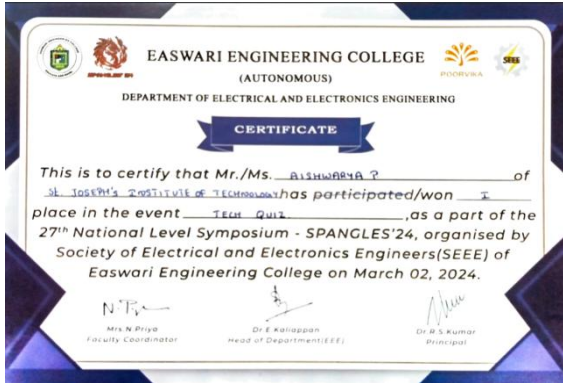 EASWARI ENGINEERING COLLEGE
(AUTONOMOUS)
DEPARTMENT OF ELECTRICAL AND ELECTRONICS ENGINEERING
SPANGLES 24
POORVIKA
SEEE
CERTIFICATE
This is to certify that Mr./Ms. AISHWARYA P of
St. JOSEPH'S INSTITUTE OF TECHNOLOGY has participated/won I
place in the event TECH QUIZ ,as a part of the
27th National Level Symposium - SPANGLES'24, organised by
Society of Electrical and Electronics Engineers(SEEE) of
Easwari Engineering College on March 02, 2024.
N. Priya
Mrs.N.Priya
Faculty Coordinator
Dr.E.Kaliappan
Head of Department(EEE)
Dr.R.S.Kumar
Principal